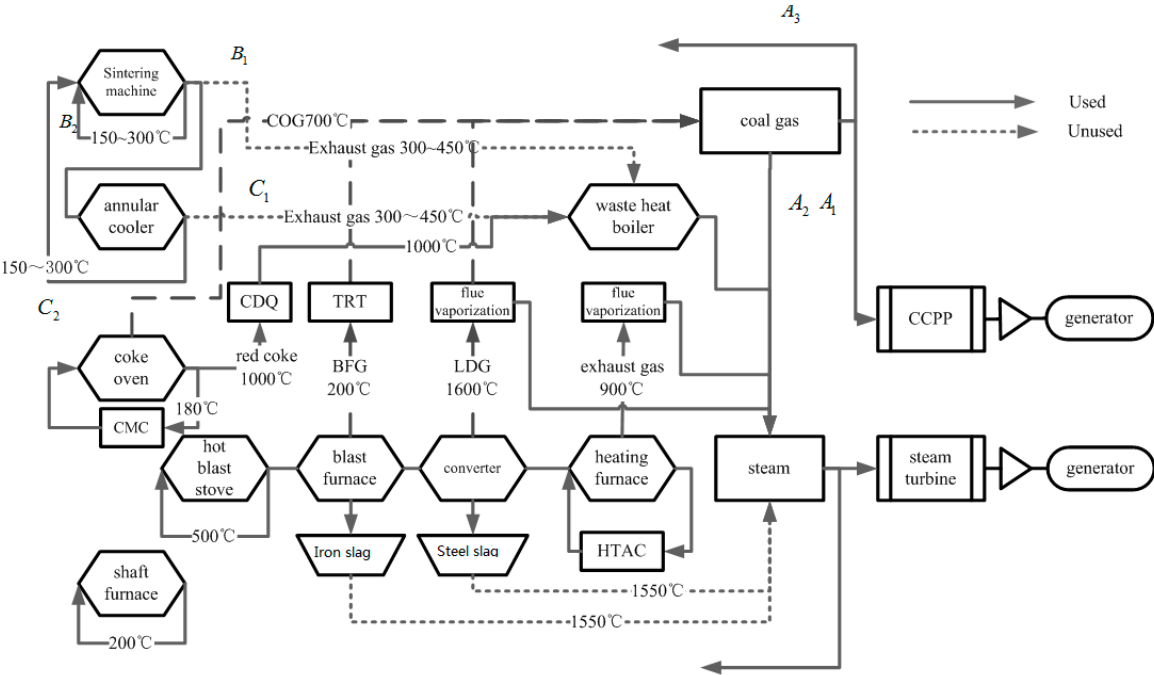 A₃
B₁
Sintering
machine
B₂
150~300℃
COG700℃
coal gas
Used
Unused
Exhaust gas 300~450℃
annular
cooler
C₁
Exhaust gas 300～450℃
waste heat
boiler
A₂ A₁
1000℃
150～300℃
C₂
CDQ
TRT
flue
vaporization
flue
vaporization
CCPP
generator
coke
oven
red coke
1000℃
BFG
200℃
LDG
1600℃
exhaust gas
900℃
180℃
CMC
hot
blast
stove
blast
furnace
converter
heating
furnace
steam
steam
turbine
generator
500℃
Iron slag
Steel slag
HTAC
shaft
furnace
1550℃
1550℃
200℃